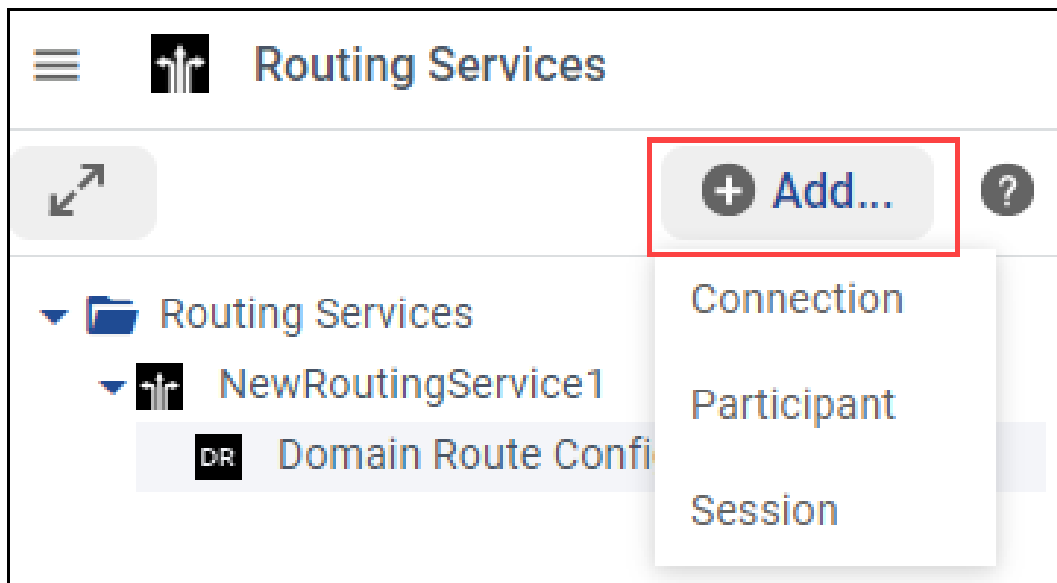 Routing Services
Add...
Routing Services
Connection
NewRoutingService1
Participant
DR Domain Route Confi
Session